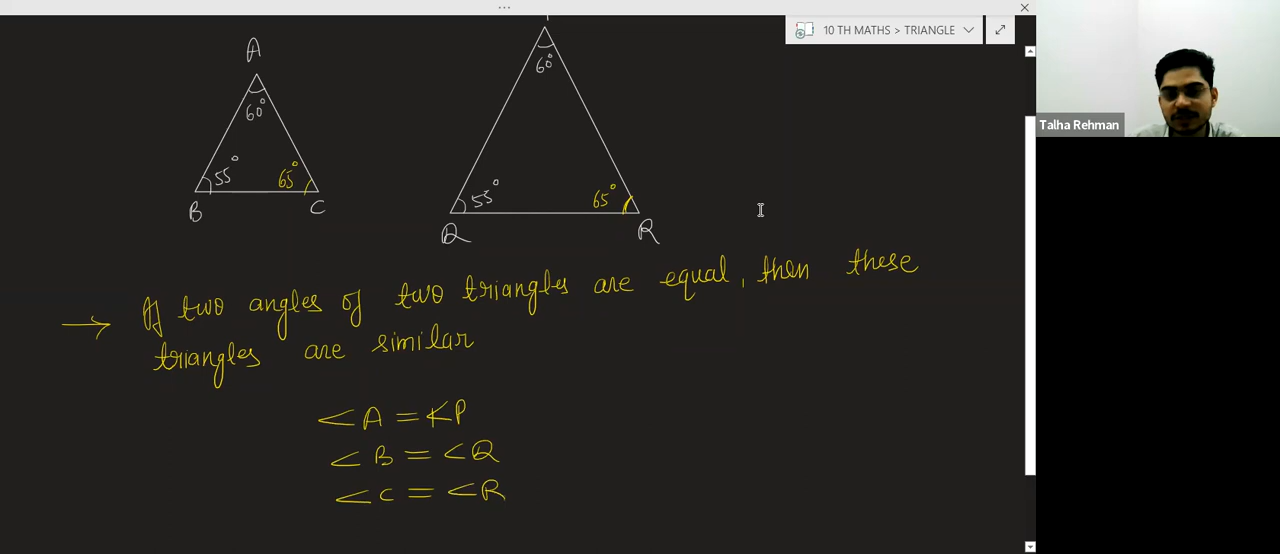 10 TH MATHS > TRIANGLE
Talha Rehman
A
60°
55°
65°
B
C
60°
55°
65°
Q
R
→ If two angles of two triangles are equal, then these
triangles are similar
<A = <P
<B = <Q
<C = <R